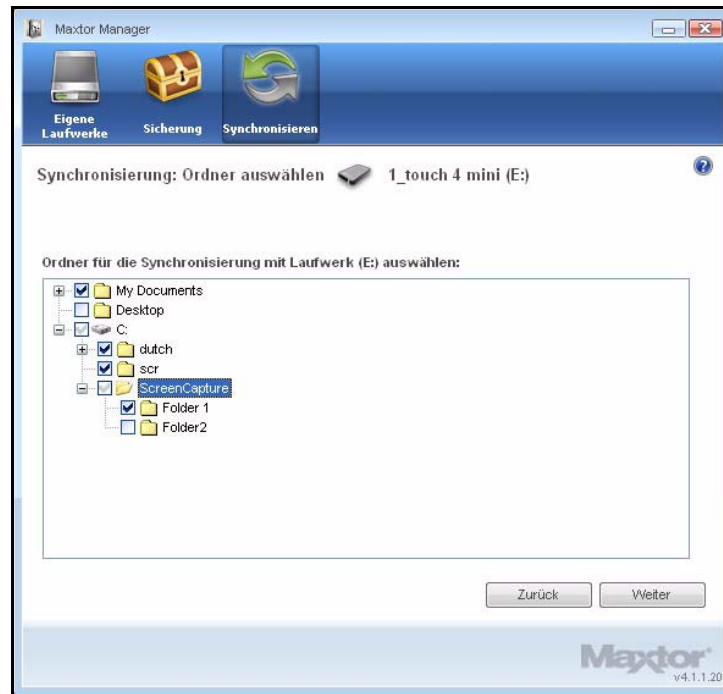 Maxtor Manager
Eigene Laufwerke
Sicherung
Synchronisieren
Synchronisierung: Ordner auswählen 1_touch 4 mini (E:)
Ordner für die Synchronisierung mit Laufwerk (E:) auswählen:
My Documents
Desktop
C:
dutch
scr
ScreenCapture
Folder 1
Folder2
Zurück Weiter
Maxtor
v4.1.1.20